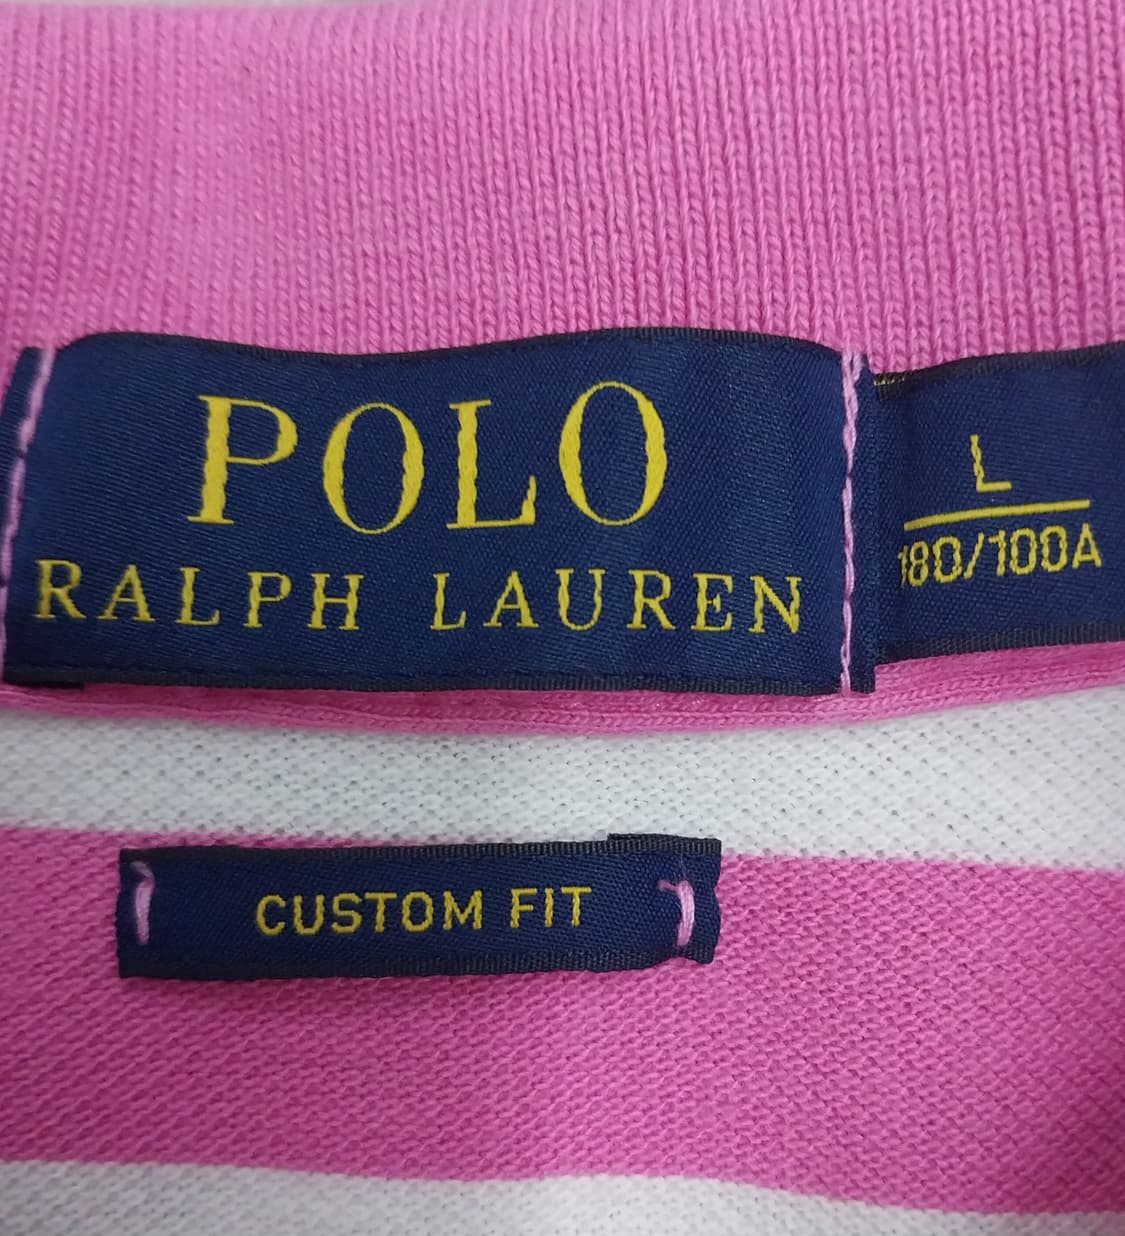 POLO
RALPH LAUREN
L
180/100A
CUSTOM FIT